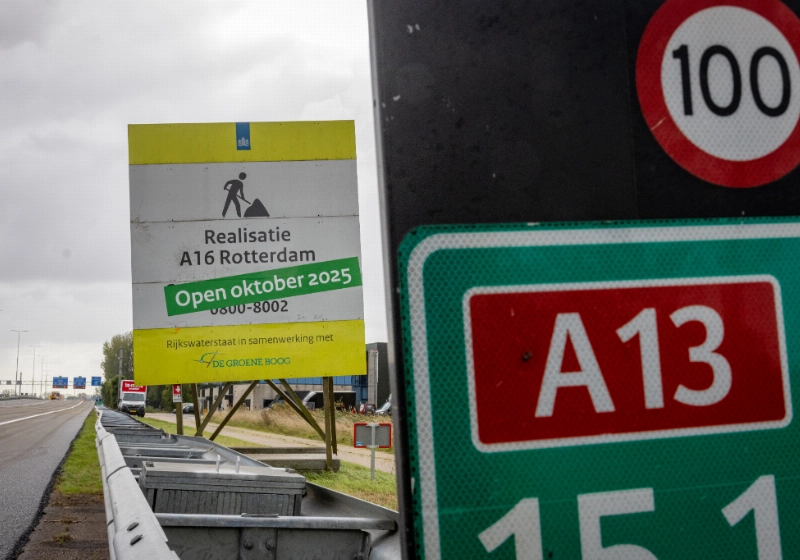 Realisatie
A16 Rotterdam
Open oktober 2025
0800-8002
Rijkswaterstaat in samenwerking met
DE GROENE BOOG
100
A13
15,1